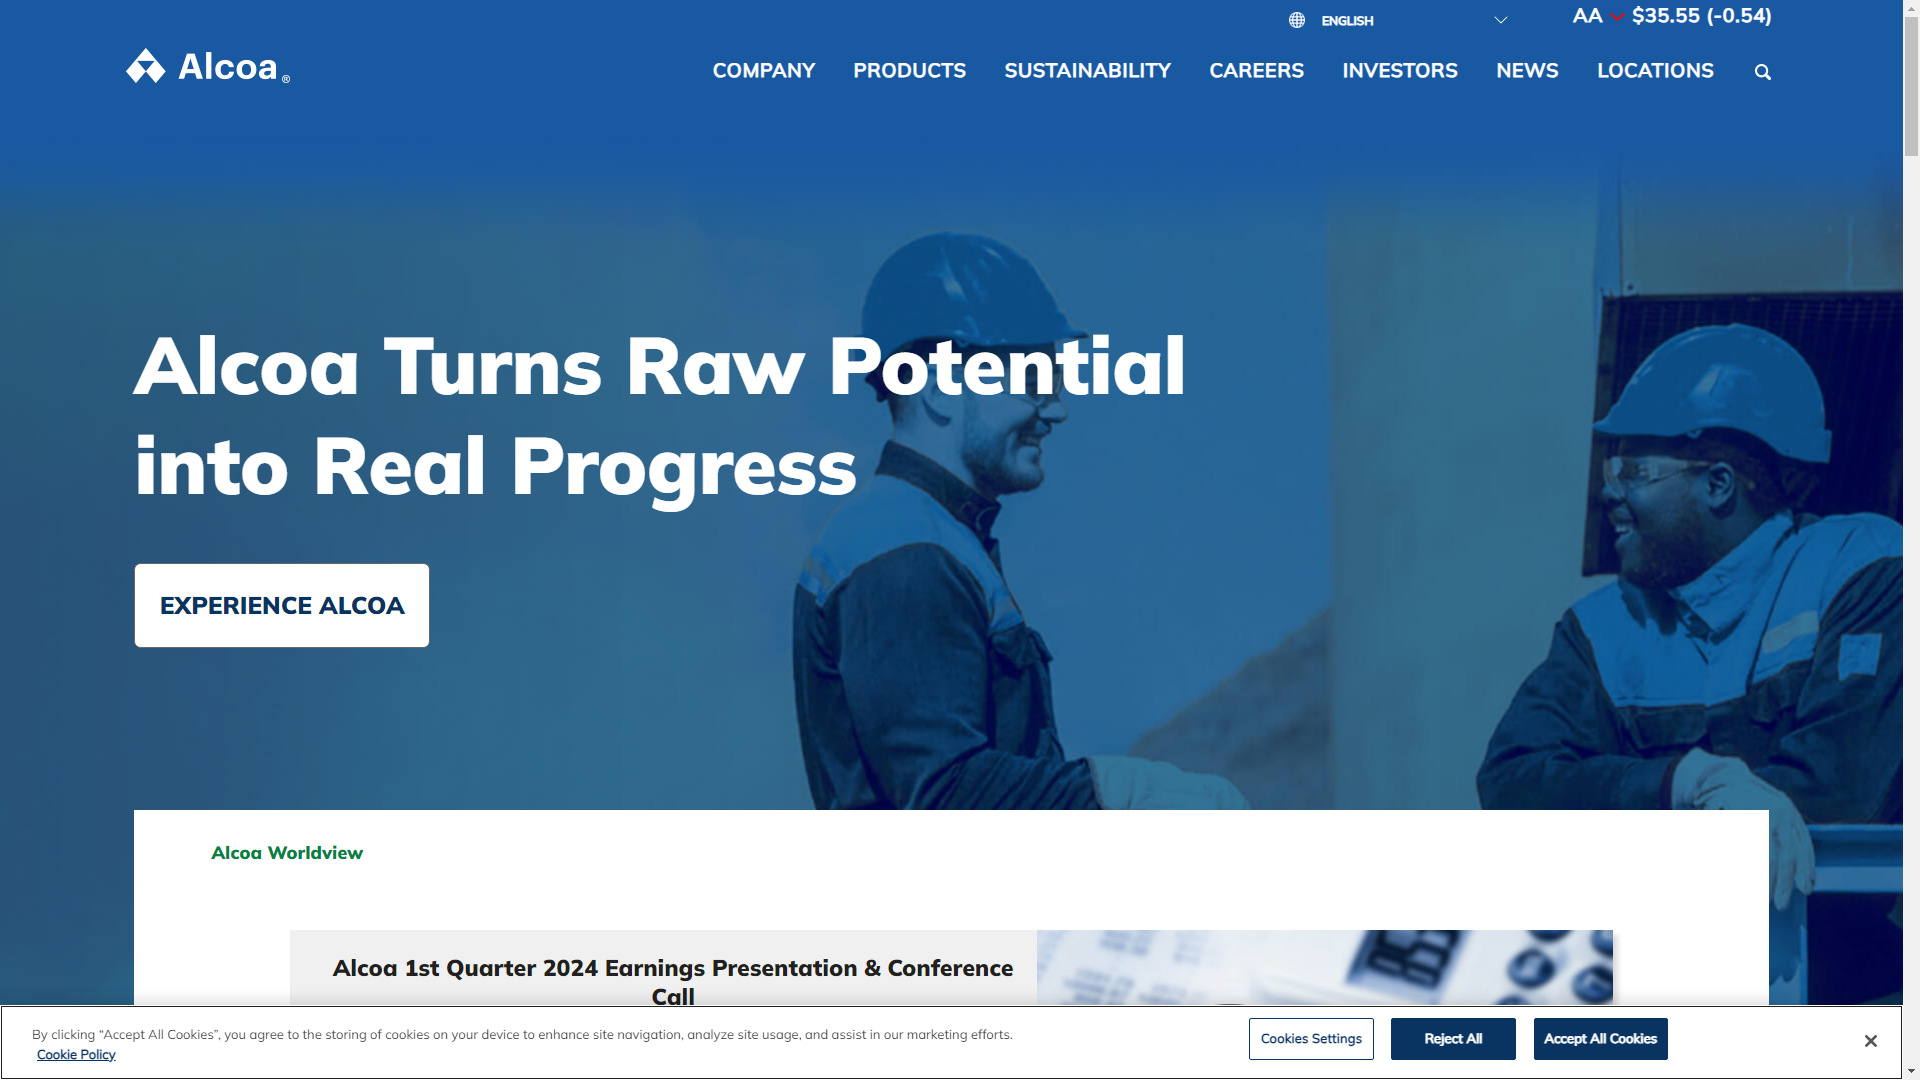 ENGLISH
AA $35.55 (-0.54)
Alcoa®
COMPANY PRODUCTS SUSTAINABILITY CAREERS INVESTORS NEWS LOCATIONS
Alcoa Turns Raw Potential
into Real Progress
EXPERIENCE ALCOA
Alcoa Worldview
Alcoa 1st Quarter 2024 Earnings Presentation & Conference
Call
By clicking “Accept All Cookies”, you agree to the storing of cookies on your device to enhance site navigation, analyze site usage, and assist in our marketing efforts.
Cookie Policy
Cookies Settings
Reject All
Accept All Cookies